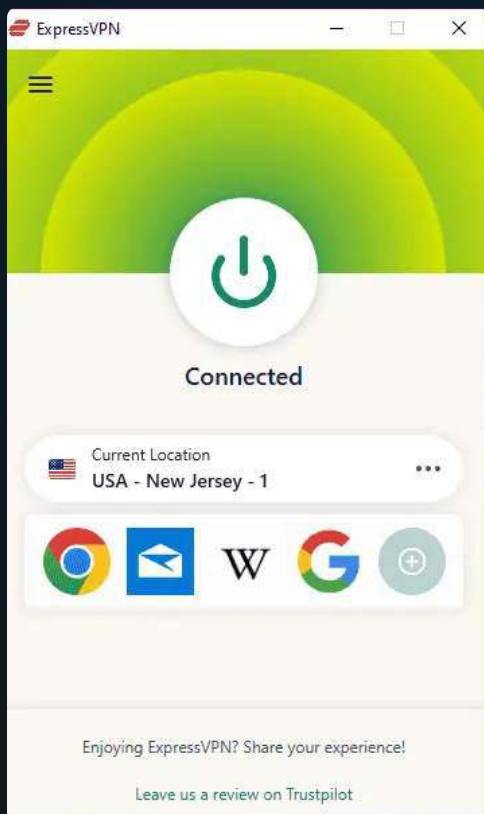 ExpressVPN
Connected
Current Location
USA - New Jersey - 1
W
G
Enjoying ExpressVPN? Share your experience!
Leave us a review on Trustpilot